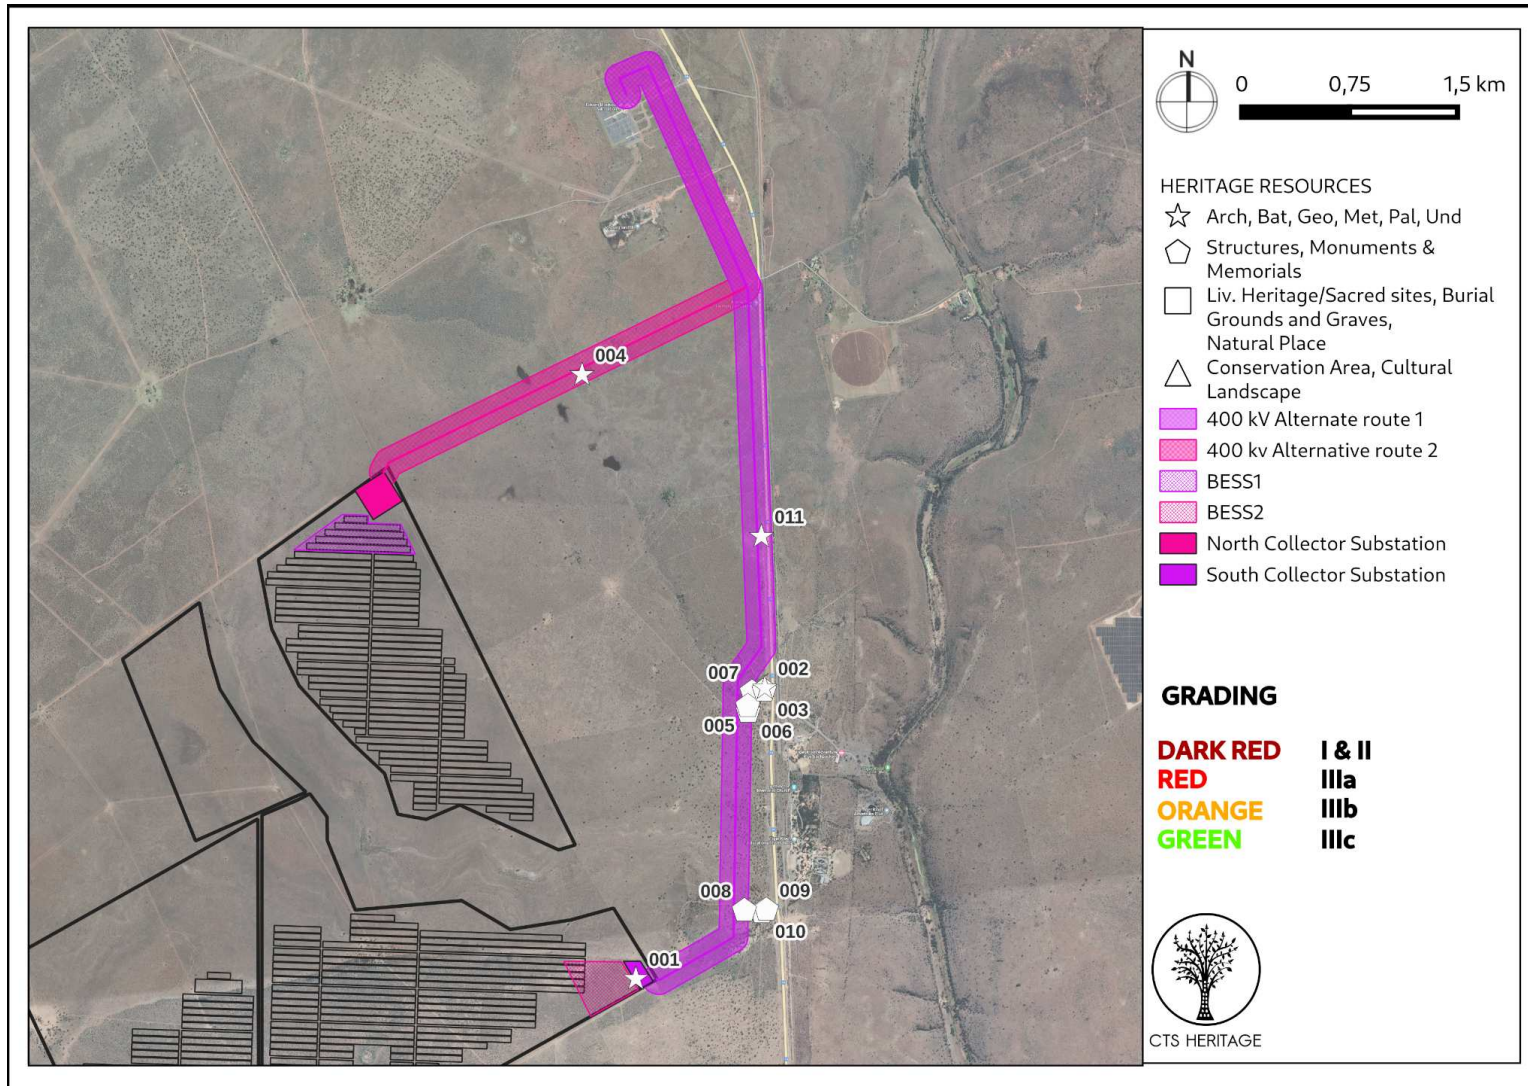 N
0 0,75 1,5 km
HERITAGE RESOURCES
Arch, Bat, Geo, Met, Pal, Und
Structures, Monuments &
Memorials
Liv. Heritage/Sacred sites, Burial
Grounds and Graves,
Natural Place
Conservation Area, Cultural
Landscape
400 kV Alternate route 1
400 kv Alternative route 2
BESS1
BESS2
North Collector Substation
South Collector Substation
GRADING
DARK RED I & II
RED IIIa
ORANGE IIIb
GREEN IIIc
CTS HERITAGE
004
011
007 002
003
005 006
008 009
010
001